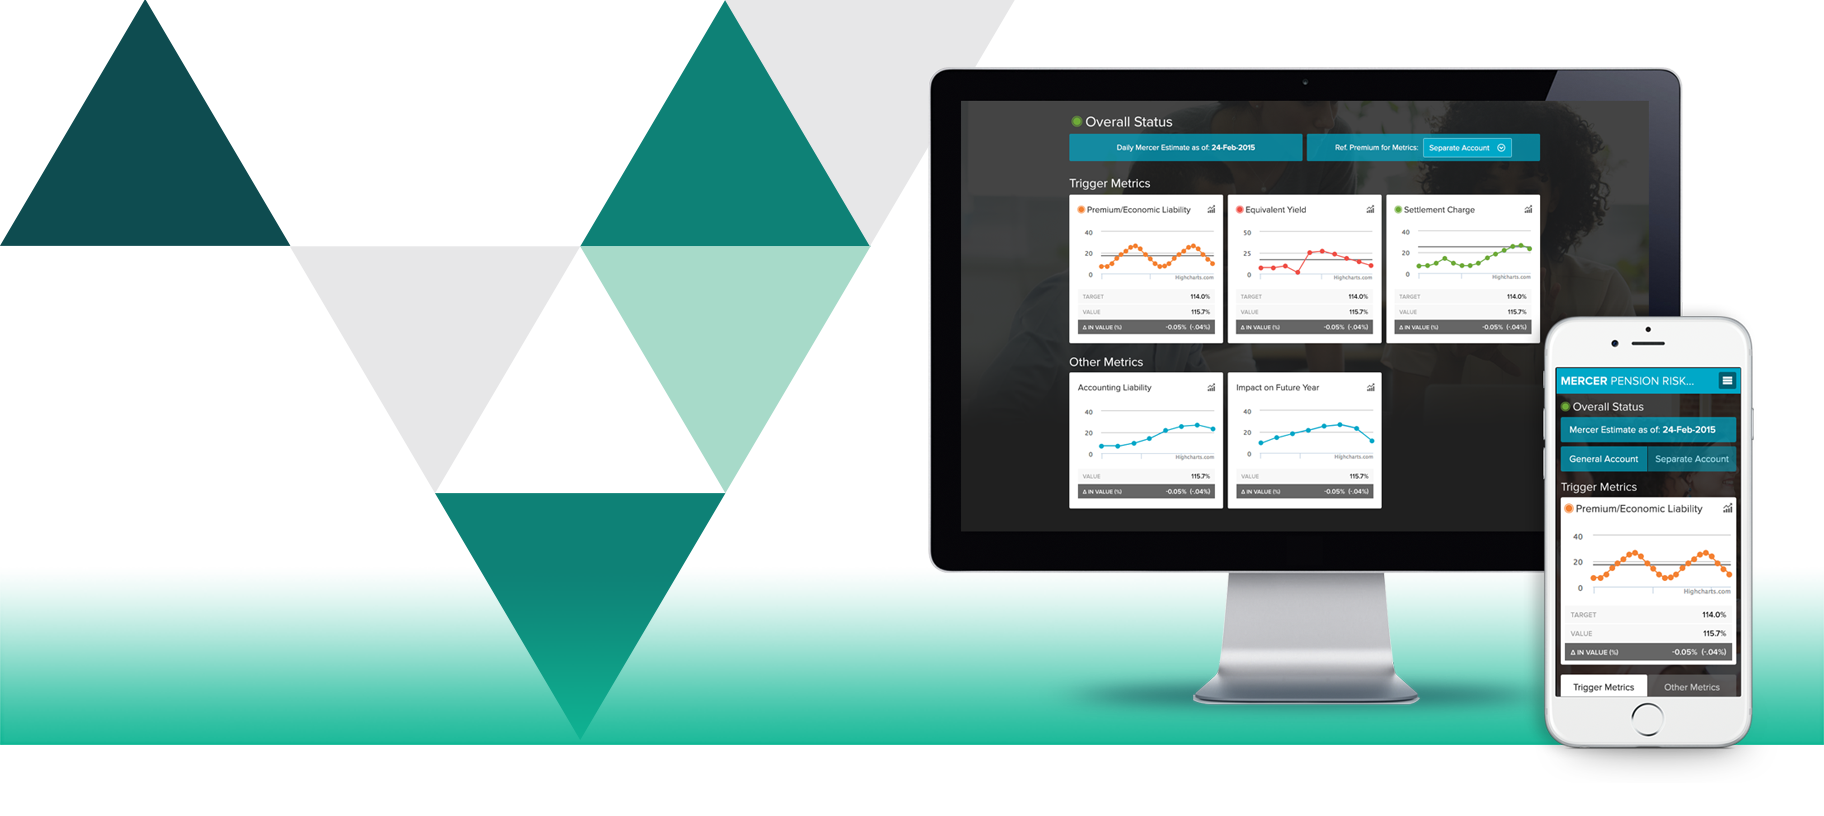 Overall Status
Daily Mercer Estimate as of: 24-Feb-2015
Ref. Premium for Metrics: Separate Account
Trigger Metrics
Premium/Economic Liability
40
20
0
Highcharts.com
TARGET 114.0%
VALUE 115.7%
Δ IN VALUE (%) -0.05% (-.04%)
Equivalent Yield
50
25
0
Highcharts.com
TARGET 114.0%
VALUE 115.7%
Δ IN VALUE (%) -0.05% (-.04%)
Settlement Charge
40
20
0
Highcharts.com
TARGET 114.0%
VALUE 115.7%
Δ IN VALUE (%) -0.05% (-.04%)
Other Metrics
Accounting Liability
40
20
0
Highcharts.com
VALUE 115.7%
Δ IN VALUE (%) -0.05% (-.04%)
Impact on Future Year
40
20
0
Highcharts.com
VALUE 115.7%
Δ IN VALUE (%) -0.05% (-.04%)
MERCER PENSION RISK...
Overall Status
Mercer Estimate as of: 24-Feb-2015
General Account Separate Account
Trigger Metrics
Premium/Economic Liability
40
20
0
Highcharts.com
TARGET 114.0%
VALUE 115.7%
Δ IN VALUE (%) -0.05% (-.04%)
Trigger Metrics Other Metrics